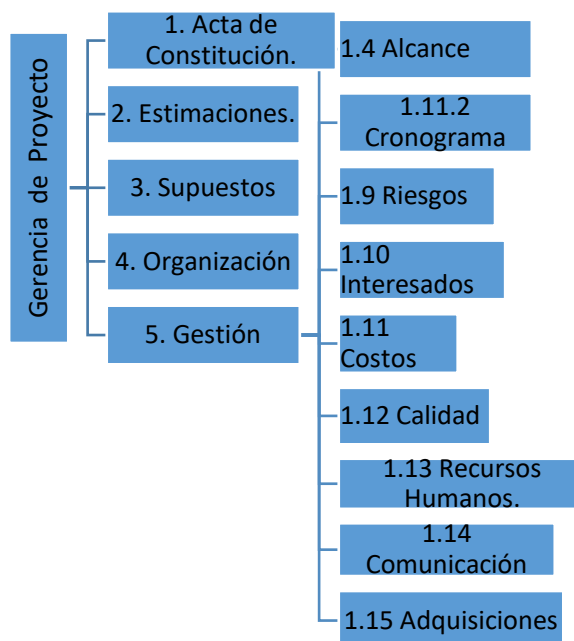 Gerencia de Proyecto
1. Acta de
Constitución.
2. Estimaciones.
3. Supuestos
4. Organización
5. Gestión
1.4 Alcance
1.11.2
Cronograma
1.9 Riesgos
1.10
Interesados
1.11
Costos
1.12 Calidad
1.13 Recursos
Humanos.
1.14
Comunicación
1.15 Adquisiciones